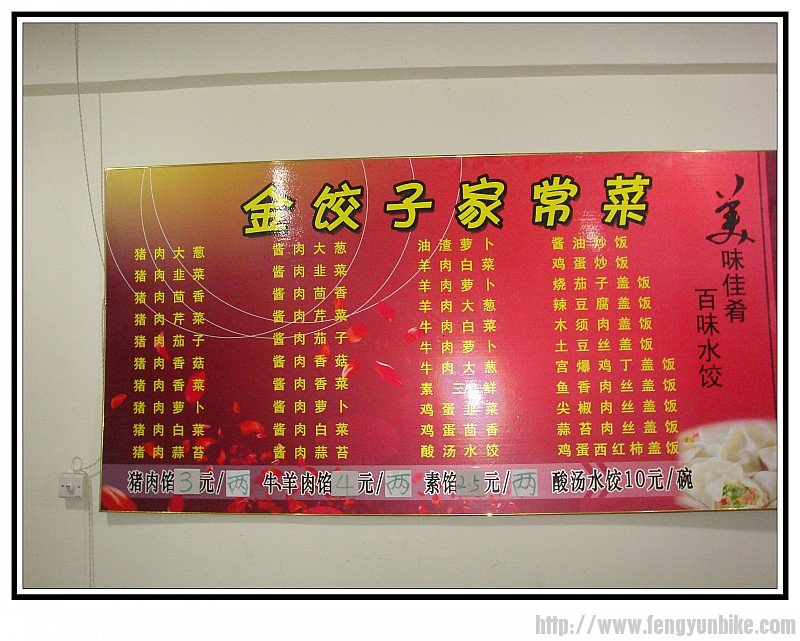 金饺子家常菜
猪肉大葱
猪肉韭菜
猪肉茴香
猪肉芹菜
猪肉茄子
猪肉香菇
猪肉香菜
猪肉萝卜
猪肉白菜
猪肉蒜苔
酱肉大葱
酱肉韭菜
酱肉茴香
酱肉芹菜
酱肉茄子
酱肉香菇
酱肉香菜
酱肉萝卜
酱肉白菜
酱肉蒜苔
油渣萝卜
羊肉白菜
羊肉萝卜
羊肉大葱
牛肉白菜
牛肉萝卜
牛肉大葱
素三鲜
鸡蛋韭菜
鸡蛋茴香
酸汤水饺
酱油炒饭
鸡蛋炒饭
烧茄子盖饭
辣豆腐盖饭
木须肉盖饭
土豆丝盖饭
宫爆鸡丁盖饭
鱼香肉丝盖饭
尖椒肉丝盖饭
蒜苔肉丝盖饭
鸡蛋西红柿盖饭
美味佳肴
百味水饺
猪肉馅3元/两 牛羊肉馅4元/两 素馅2.5元/两 酸汤水饺10元/碗
http://www.fengyunbike.com/